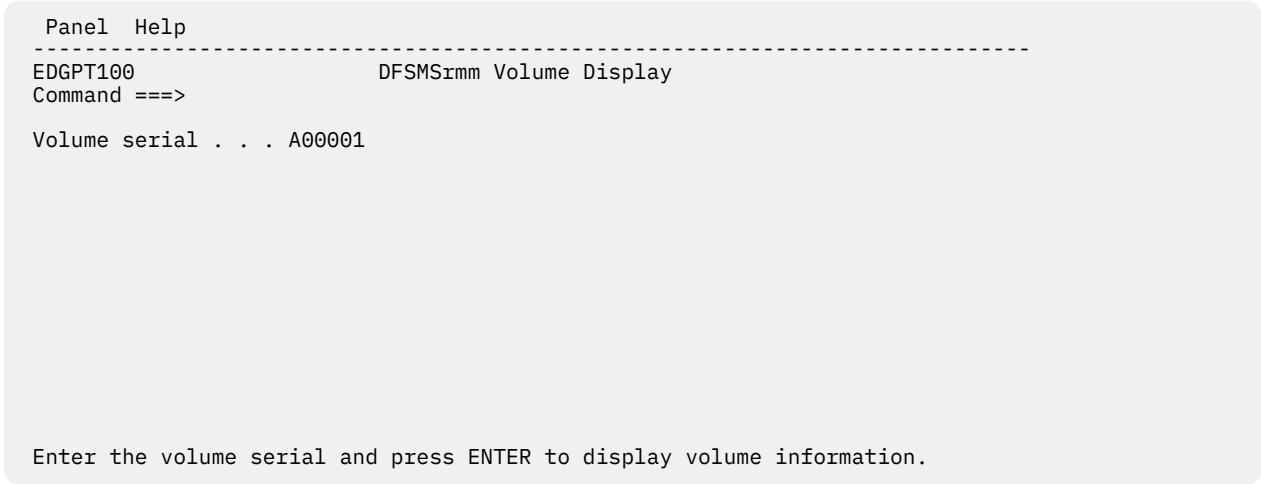 Panel  Help
------------------------------------------------------------------------------
EDGPT100                   DFSMSrmm Volume Display
Command ===>
Volume serial . . . A00001
Enter the volume serial and press ENTER to display volume information.